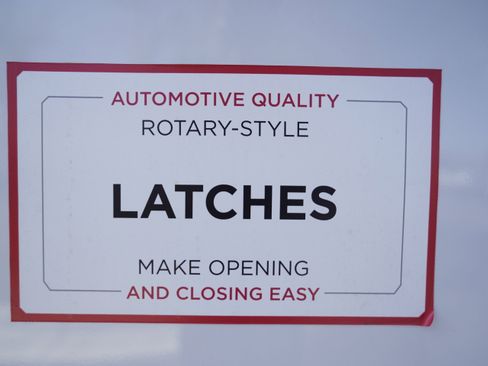 AUTOMOTIVE QUALITY
ROTARY-STYLE
LATCHES
MAKE OPENING
AND CLOSING EASY